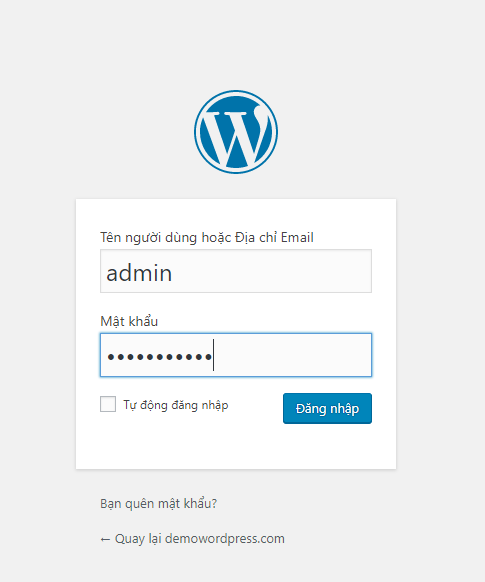 Tên người dùng hoặc Địa chỉ Email
admin
Mật khẩu
•••••••••••
Tự động đăng nhập
Đăng nhập
Bạn quên mật khẩu?
← Quay lại demowordpress.com